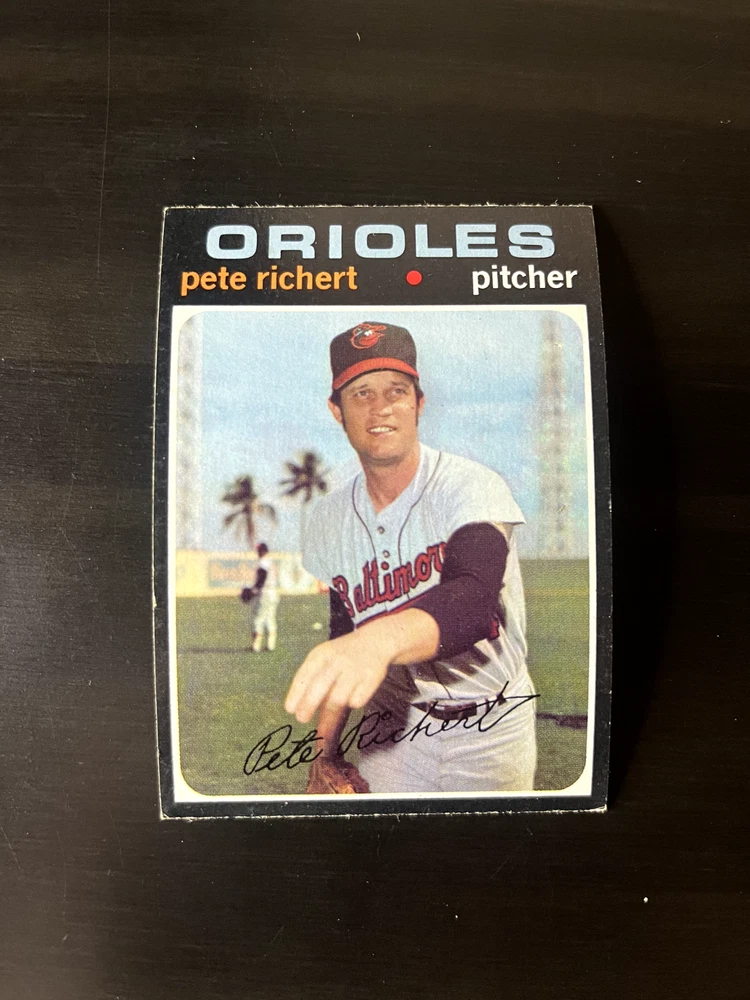 ORIOLES
pete richert • pitcher
Baltimore
Pete Richert